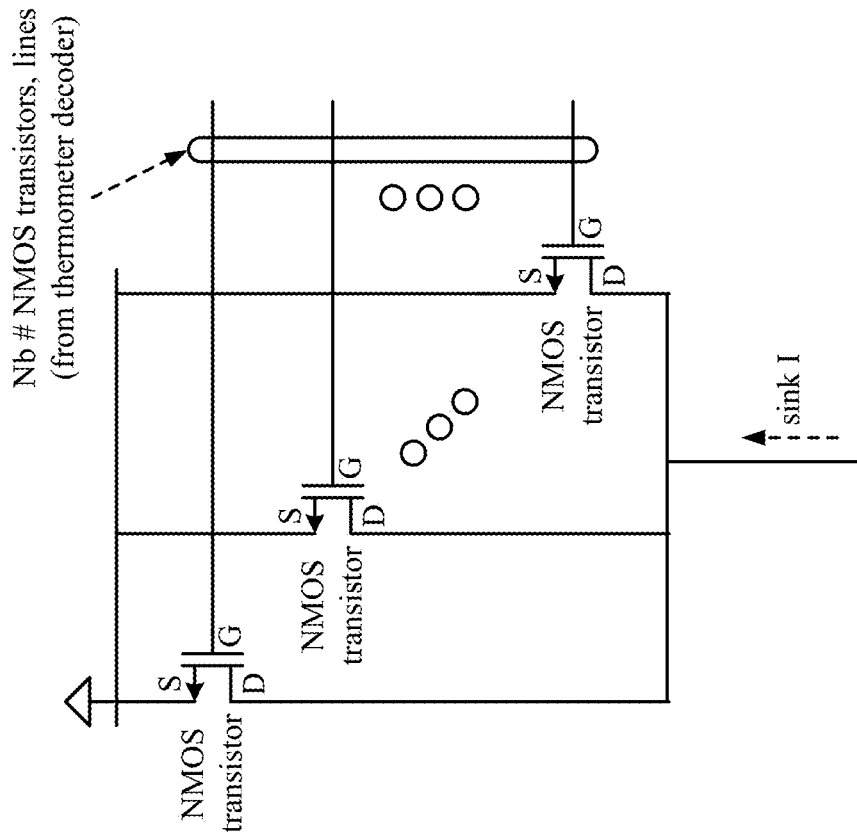 Nb # NMOS transistors, lines
(from thermometer decoder)
S
G
D
NMOS
transistor
S
G
D
NMOS
transistor
S
G
D
NMOS
transistor
sink I